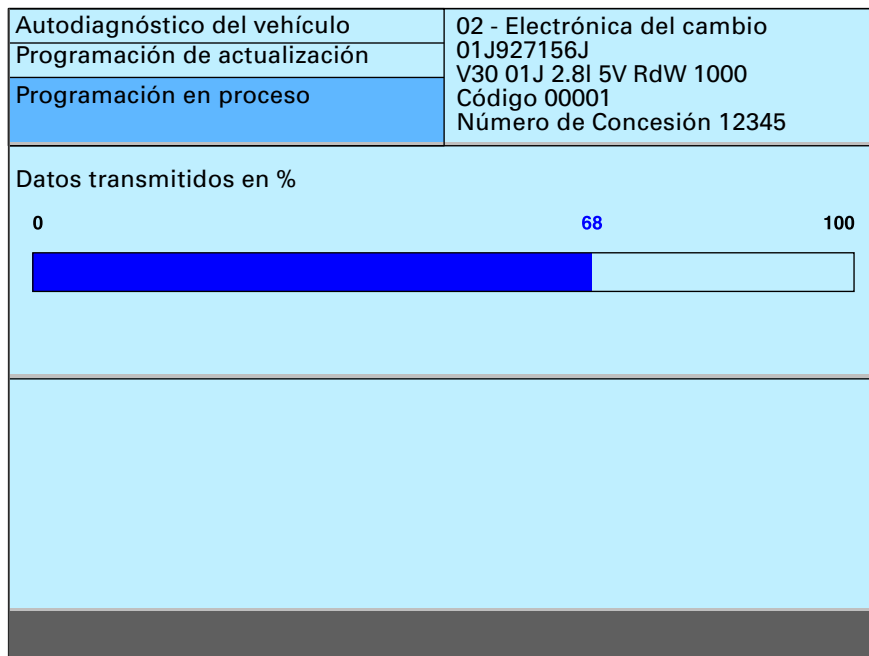 Autodiagnóstico del vehículo
Programación de actualización
Programación en proceso
02 - Electrónica del cambio
01J927156J
V30 01J 2.8l 5V RdW 1000
Código 00001
Número de Concesión 12345
Datos transmitidos en %
0 68 100